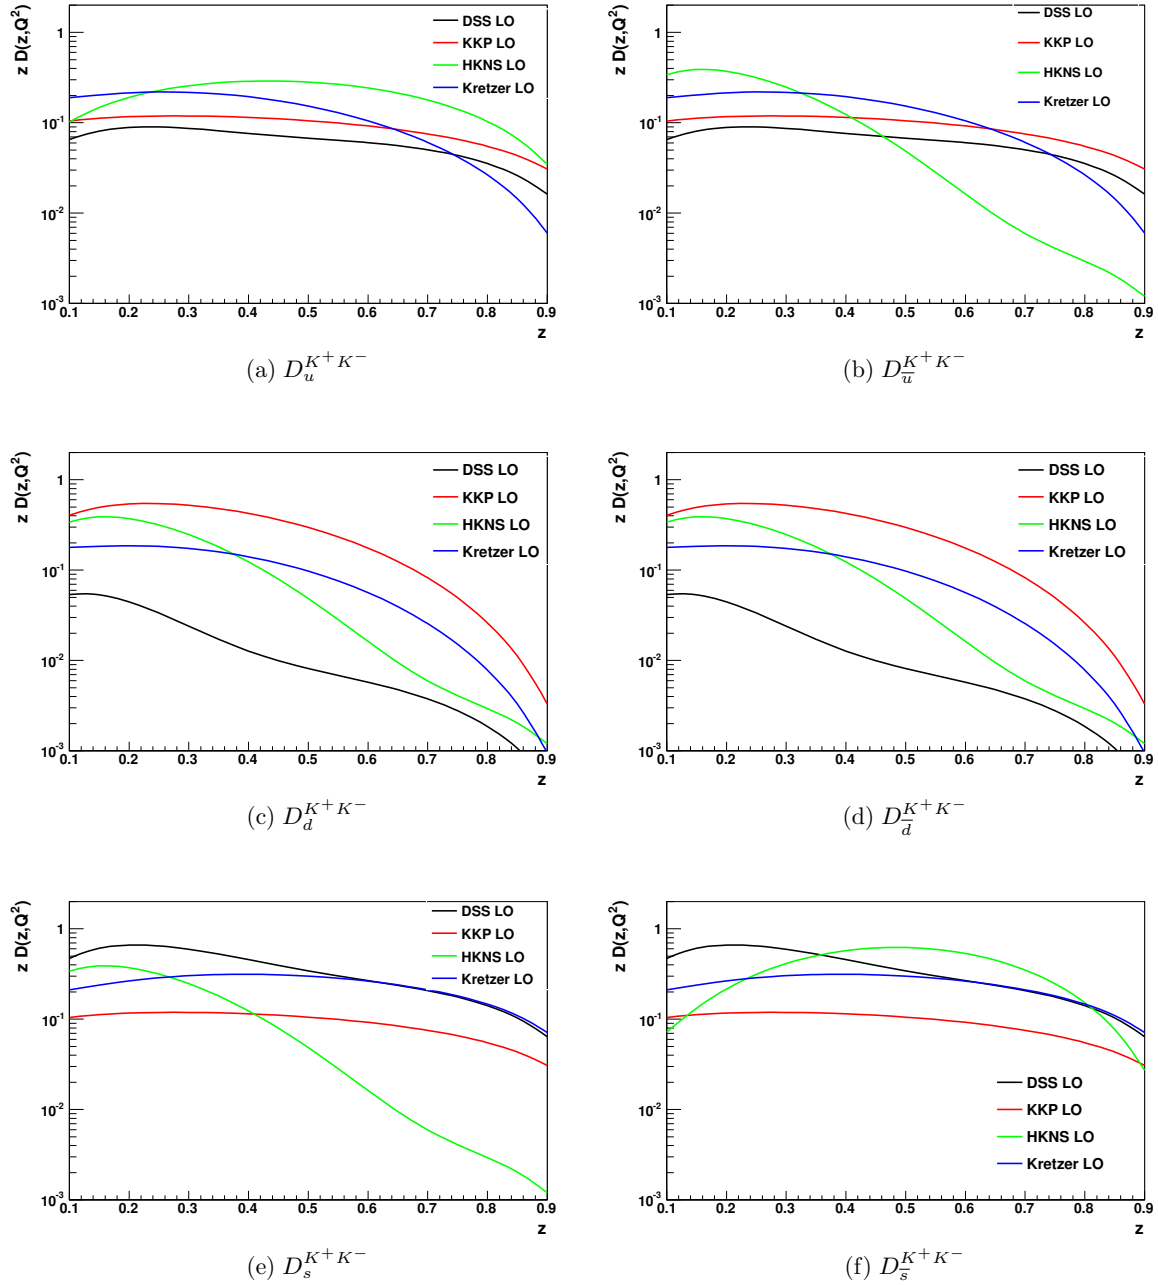 z D(z,Q²)
1
10⁻¹
10⁻²
10⁻³
DSS LO
KKP LO
HKNS LO
Kretzer LO
0.1 0.2 0.3 0.4 0.5 0.6 0.7 0.8 0.9
z
(a) D_u^{K⁺K⁻}
z D(z,Q²)
1
10⁻¹
10⁻²
10⁻³
DSS LO
KKP LO
HKNS LO
Kretzer LO
0.1 0.2 0.3 0.4 0.5 0.6 0.7 0.8 0.9
z
(b) D_{u̅}^{K⁺K⁻}
z D(z,Q²)
1
10⁻¹
10⁻²
10⁻³
DSS LO
KKP LO
HKNS LO
Kretzer LO
0.1 0.2 0.3 0.4 0.5 0.6 0.7 0.8 0.9
z
(c) D_d^{K⁺K⁻}
z D(z,Q²)
1
10⁻¹
10⁻²
10⁻³
DSS LO
KKP LO
HKNS LO
Kretzer LO
0.1 0.2 0.3 0.4 0.5 0.6 0.7 0.8 0.9
z
(d) D_{d̅}^{K⁺K⁻}
z D(z,Q²)
1
10⁻¹
10⁻²
10⁻³
DSS LO
KKP LO
HKNS LO
Kretzer LO
0.1 0.2 0.3 0.4 0.5 0.6 0.7 0.8 0.9
z
(e) D_s^{K⁺K⁻}
z D(z,Q²)
1
10⁻¹
10⁻²
10⁻³
DSS LO
KKP LO
HKNS LO
Kretzer LO
0.1 0.2 0.3 0.4 0.5 0.6 0.7 0.8 0.9
z
(f) D_{s̅}^{K⁺K⁻}